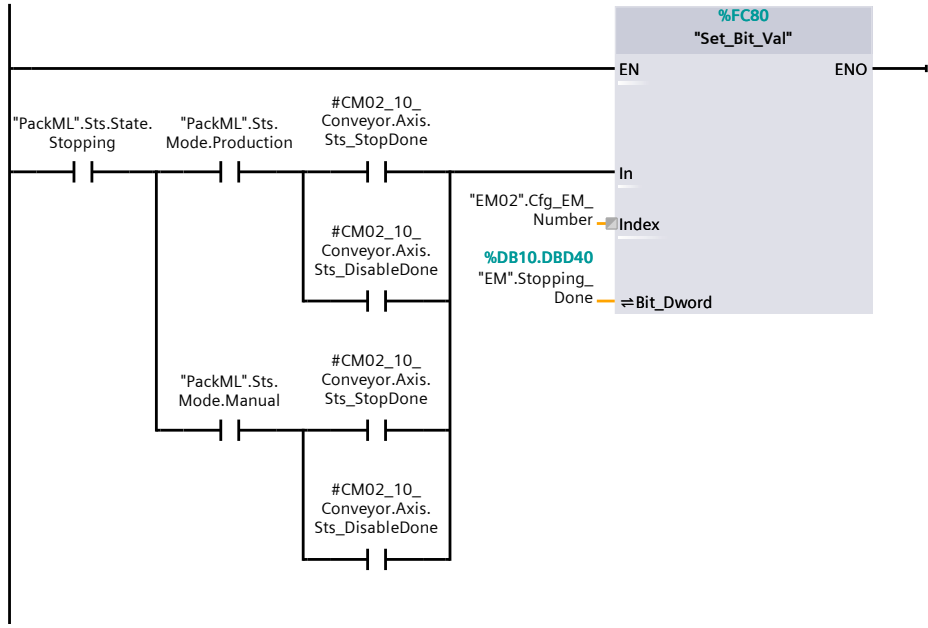 %FC80
"Set_Bit_Val"
EN
ENO
#CM02_10_
Conveyor.Axis.
Sts_StopDone
"PackML".Sts.State.
Stopping
"PackML".Sts.
Mode.Production
In
"EM02".Cfg_EM_
Number
Index
#CM02_10_
Conveyor.Axis.
Sts_DisableDone
%DB10.DBD40
"EM".Stopping_
Done
Bit_Dword
"PackML".Sts.
Mode.Manual
#CM02_10_
Conveyor.Axis.
Sts_StopDone
#CM02_10_
Conveyor.Axis.
Sts_DisableDone